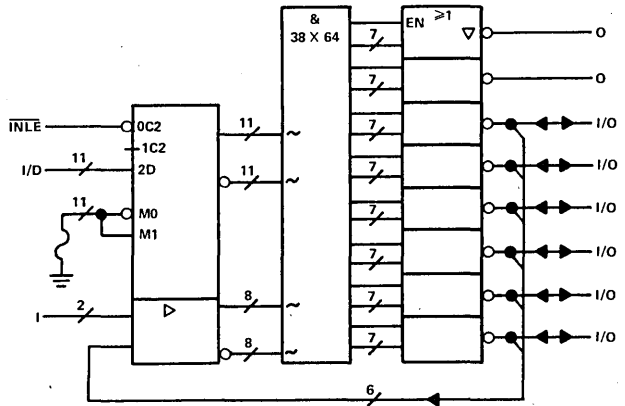 &
38 X 64
EN ≥1 ▽
O
7
7
O
INLE
0C2
1C2
11
I/D
2D
11
M0
M1
11
~
11
~
7
I/O
7
I/O
7
I/O
7
I/O
I
2
▷
8
~
8
~
7
I/O
7
I/O
6